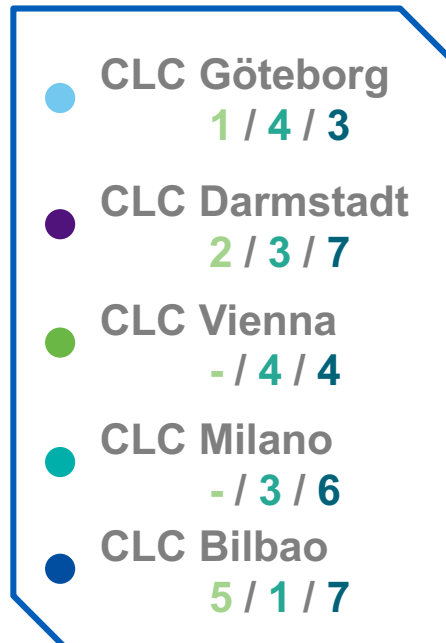 CLC Göteborg
1 / 4 / 3
CLC Darmstadt
2 / 3 / 7
CLC Vienna
- / 4 / 4
CLC Milano
- / 3 / 6
CLC Bilbao
5 / 1 / 7